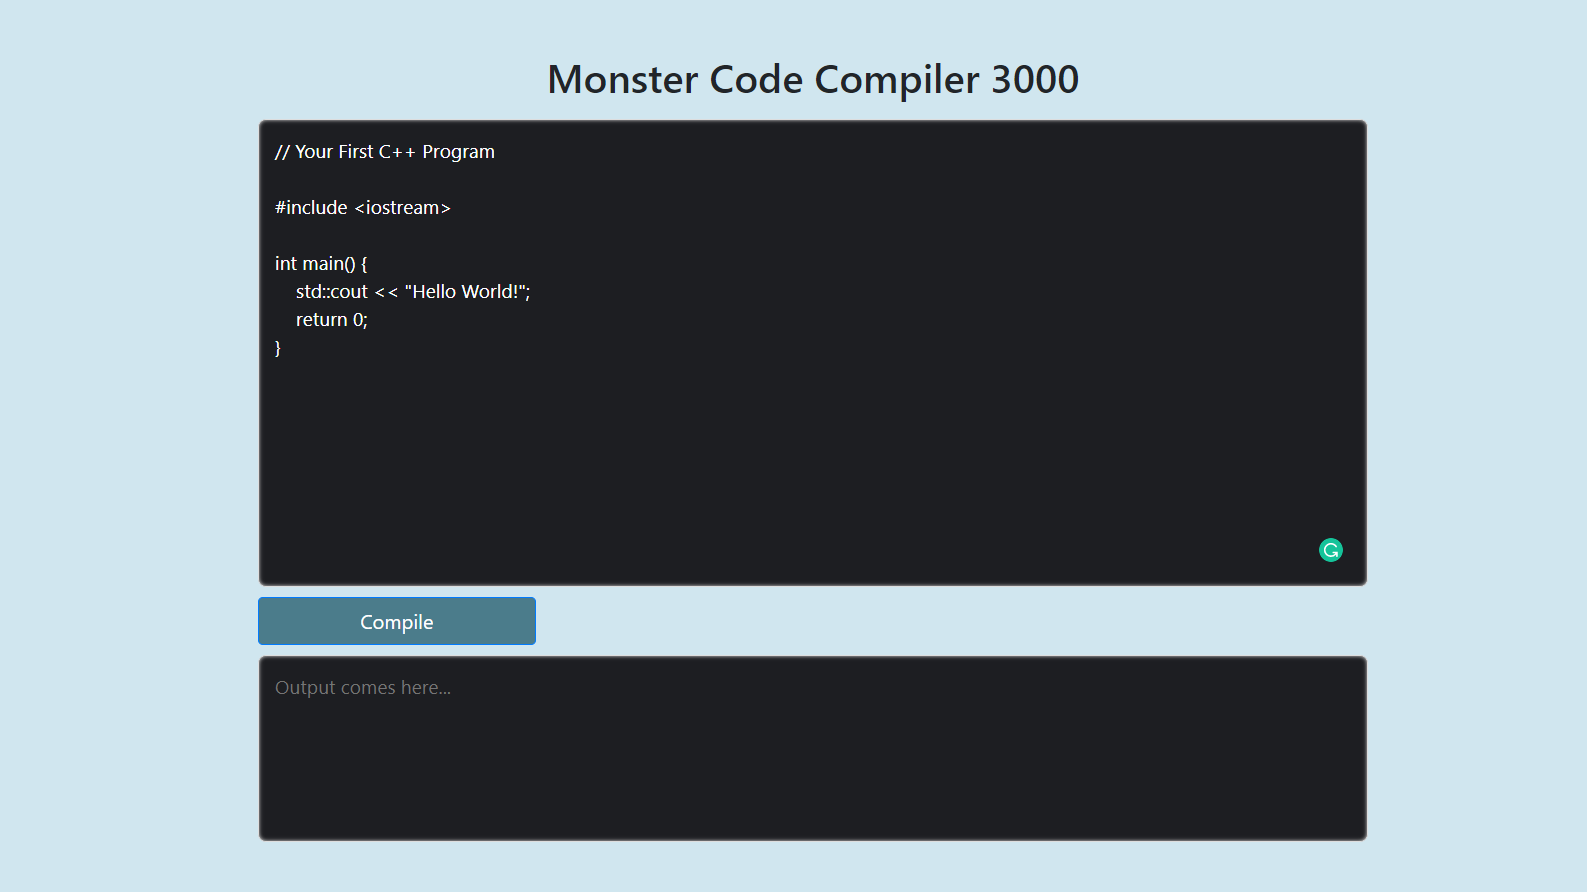 Monster Code Compiler 3000
// Your First C++ Program
#include <iostream>
int main() {
    std::cout << "Hello World!";
    return 0;
}
Compile
Output comes here...